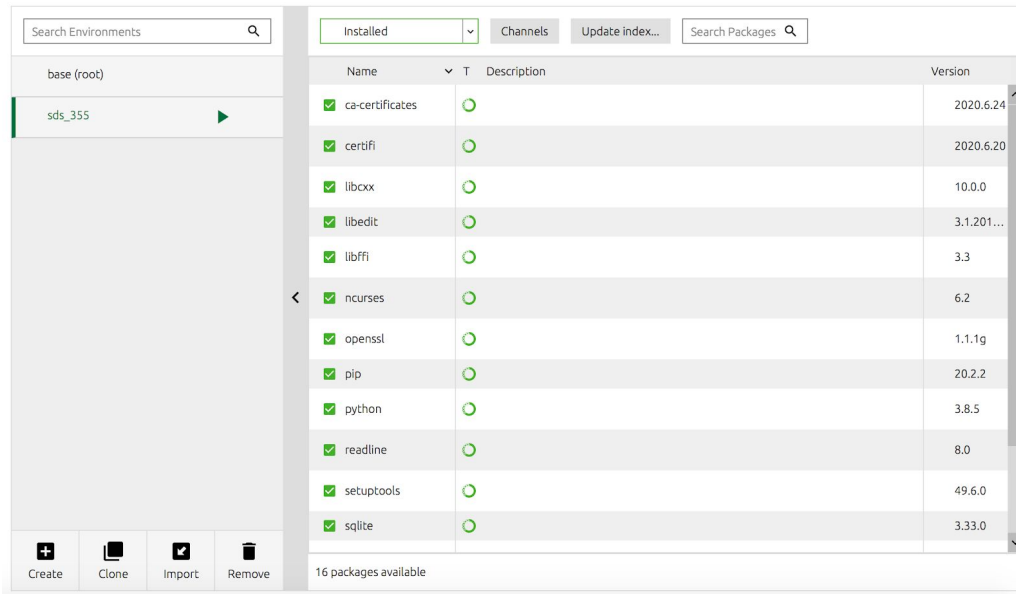 Search Environments
Installed
Channels
Update index...
Search Packages
base (root)
sds_355
Name T Description Version
ca-certificates 2020.6.24
certifi 2020.6.20
libcxx 10.0.0
libedit 3.1.201...
libffi 3.3
ncurses 6.2
openssl 1.1.1g
pip 20.2.2
python 3.8.5
readline 8.0
setuptools 49.6.0
sqlite 3.33.0
Create Clone Import Remove
16 packages available